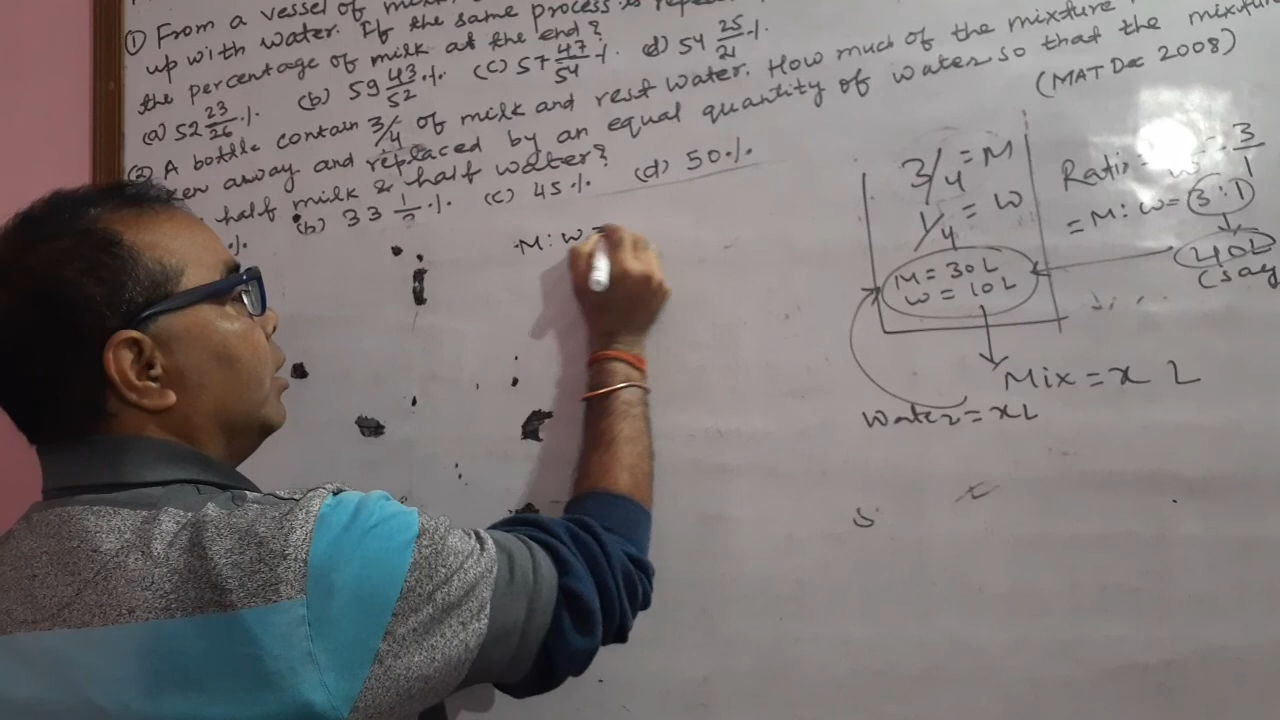 ① From a vessel of
up with water. If the same process is
the percentage of milk at the end?
(a) 52 23/26 %. (b) 59 43/52 %. (c) 57 47/54 %. (d) 54 25/21 %.
② A bottle contain 3/4 of milk and rest water. How much of the mixture
away and replaced by an equal quantity of water so that the mixture
half milk & half water? (MAT Dec 2008)
%. (b) 33 1/3 %. (c) 45 %. (d) 50 %.
M : W =
3/4 = M
1/4 = W
M = 30 L
W = 10 L
Mix = x L
Water = x L
Ratio = W = 3/1
= M : W = 3 : 1
40 L
(say